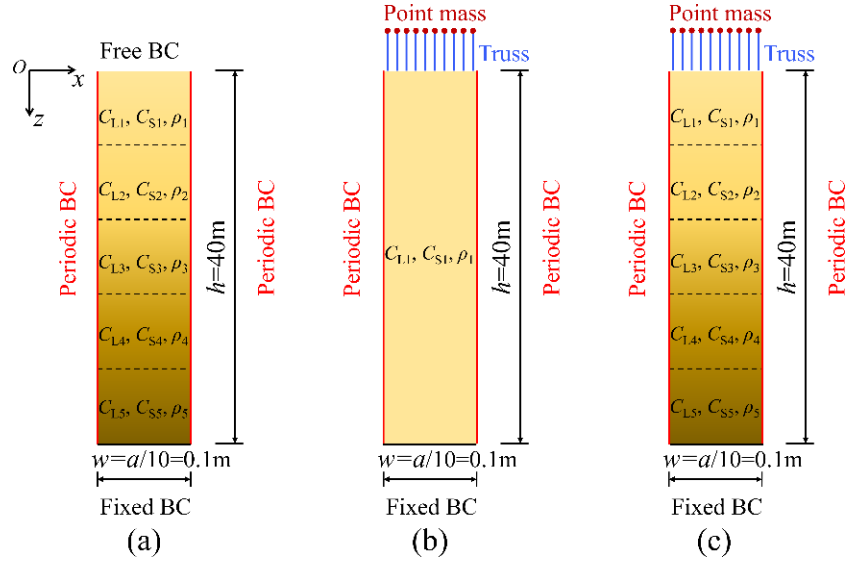 Free BC
O
x
z
Periodic BC
C_L1, C_S1, ρ_1
C_L2, C_S2, ρ_2
C_L3, C_S3, ρ_3
C_L4, C_S4, ρ_4
C_L5, C_S5, ρ_5
Periodic BC
h=40m
w=a/10=0.1m
Fixed BC
(a)
Point mass
Truss
Periodic BC
C_L1, C_S1, ρ_1
Periodic BC
h=40m
w=a/10=0.1m
Fixed BC
(b)
Point mass
Truss
Periodic BC
C_L1, C_S1, ρ_1
C_L2, C_S2, ρ_2
C_L3, C_S3, ρ_3
C_L4, C_S4, ρ_4
C_L5, C_S5, ρ_5
h=40m
Periodic BC
w=a/10=0.1m
Fixed BC
(c)